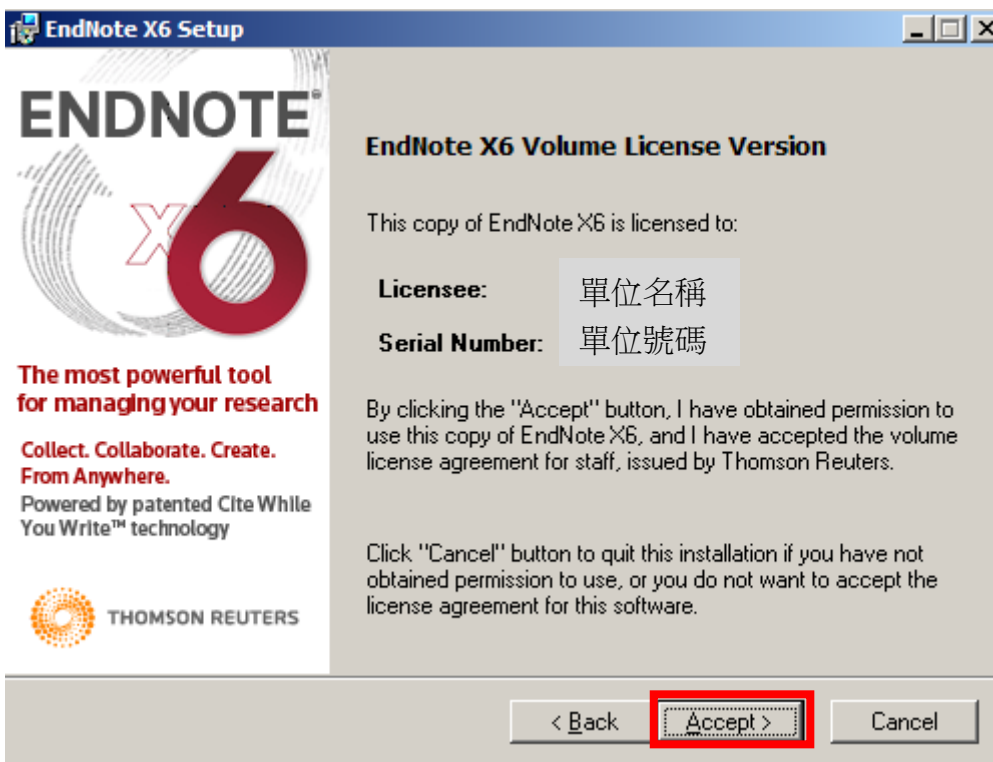 EndNote X6 Setup
ENDNOTE®
X6
The most powerful tool
for managing your research
Collect. Collaborate. Create.
From Anywhere.
Powered by patented Cite While
You Write™ technology
THOMSON REUTERS
EndNote X6 Volume License Version
This copy of EndNote X6 is licensed to:
Licensee: 單位名稱
Serial Number: 單位號碼
By clicking the "Accept" button, I have obtained permission to
use this copy of EndNote X6, and I have accepted the volume
license agreement for staff, issued by Thomson Reuters.
Click "Cancel" button to quit this installation if you have not
obtained permission to use, or you do not want to accept the
license agreement for this software.
< Back Accept > Cancel